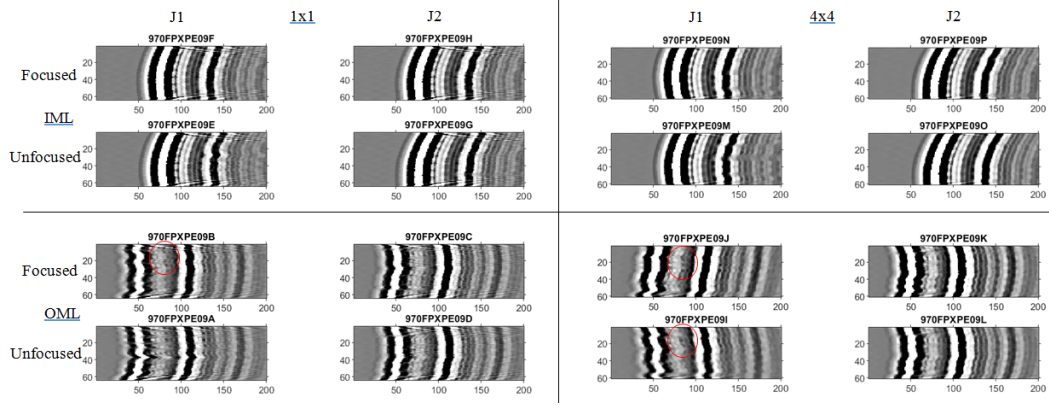 J1 1x1 J2 J1 4x4 J2
970FPXPE09F 970FPXPE09H 970FPXPE09N 970FPXPE09P
Focused
20 20 20 20
40 40 40 40
60 60 60 60
50 100 150 200 50 100 150 200 50 100 150 200 50 100 150 200
IML
970FPXPE09E 970FPXPE09G 970FPXPE09M 970FPXPE09O
Unfocused
20 20 20 20
40 40 40 40
60 60 60 60
50 100 150 200 50 100 150 200 50 100 150 200 50 100 150 200
970FPXPE09B 970FPXPE09C 970FPXPE09J 970FPXPE09K
Focused
20 20 20 20
40 40 40 40
60 60 60 60
50 100 150 200 50 100 150 200 50 100 150 200 50 100 150 200
OML
970FPXPE09A 970FPXPE09D 970FPXPE09I 970FPXPE09L
Unfocused
20 20 20 20
40 40 40 40
60 60 60 60
50 100 150 200 50 100 150 200 50 100 150 200 50 100 150 200